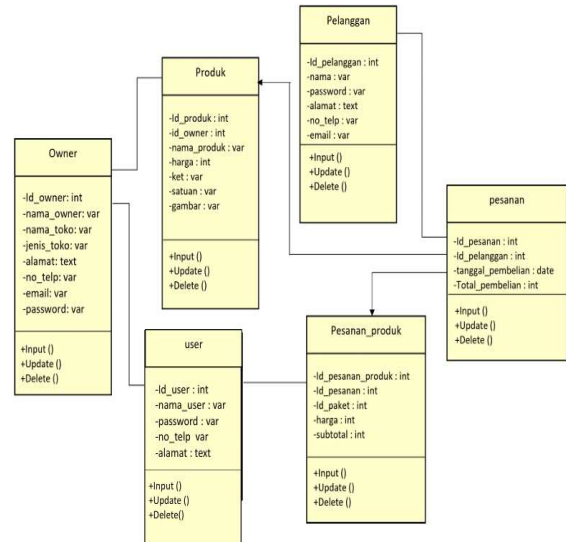 Pelanggan
-Id_pelanggan : int
-nama : var
-password : var
-alamat : text
-no_telp : var
-email : var
+Input ()
+Update ()
+Delete ()
Produk
-Id_produk : int
-id_owner : int
-nama_produk : var
-harga : int
-ket : var
-satuan : var
-gambar : var
+Input ()
+Update ()
+Delete ()
Owner
-Id_owner: int
-nama_owner: var
-nama_toko: var
-jenis_toko: var
-alamat: text
-no_telp: var
-email: var
-password: var
+Input ()
+Update ()
+Delete ()
pesanan
-Id_pesanan : int
-Id_pelanggan : int
-tanggal_pembelian : date
-Total_pembelian : int
+Input ()
+Update ()
+Delete ()
user
-Id_user : int
-nama_user : var
-password : var
-no_telp var
-alamat : text
+Input ()
+Update ()
+Delete()
Pesanan_produk
-Id_pesanan_produk : int
-Id_pesanan : int
-Id_paket : int
-harga : int
-subtotal : int
+Input ()
+Update ()
+Delete ()